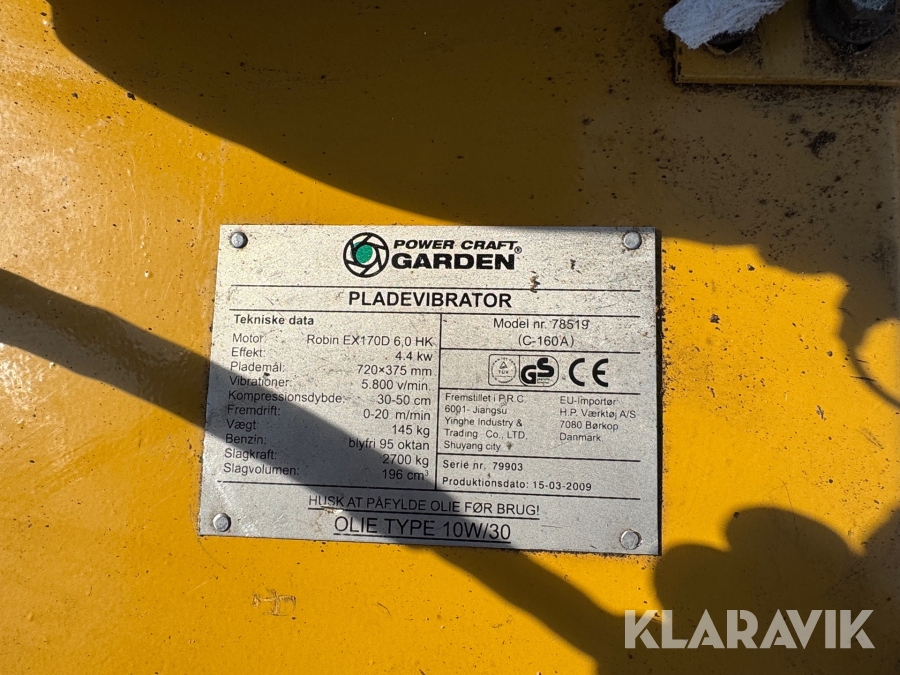 POWER CRAFT®
GARDEN
PLADEVIBRATOR
Tekniske data
Motor: Robin EX170D 6,0 HK
Effekt: 4.4 kw
Plademål: 720×375 mm
Vibrationer: 5.800 v/min.
Kompressionsdybde: 30-50 cm
Fremdrift: 0-20 m/min
Vægt: 145 kg
Benzin: blyfri 95 oktan
Slagkraft: 2700 kg
Slagvolumen: 196 cm³
Model nr. 78519
(C-160A)
TÜV GS CE
Fremstillet i P.R.C.
6001- Jiangsu
Yinghe Industry &
Trading Co., LTD.
Shuyang city
EU-importør
H.P. Værktøj A/S
7080 Børkop
Danmark.
Serie nr. 79903
Produktionsdato: 15-03-2009
HUSK AT PÅFYLDE OLIE FØR BRUG!
OLIE TYPE 10W/30
KLARAVIK